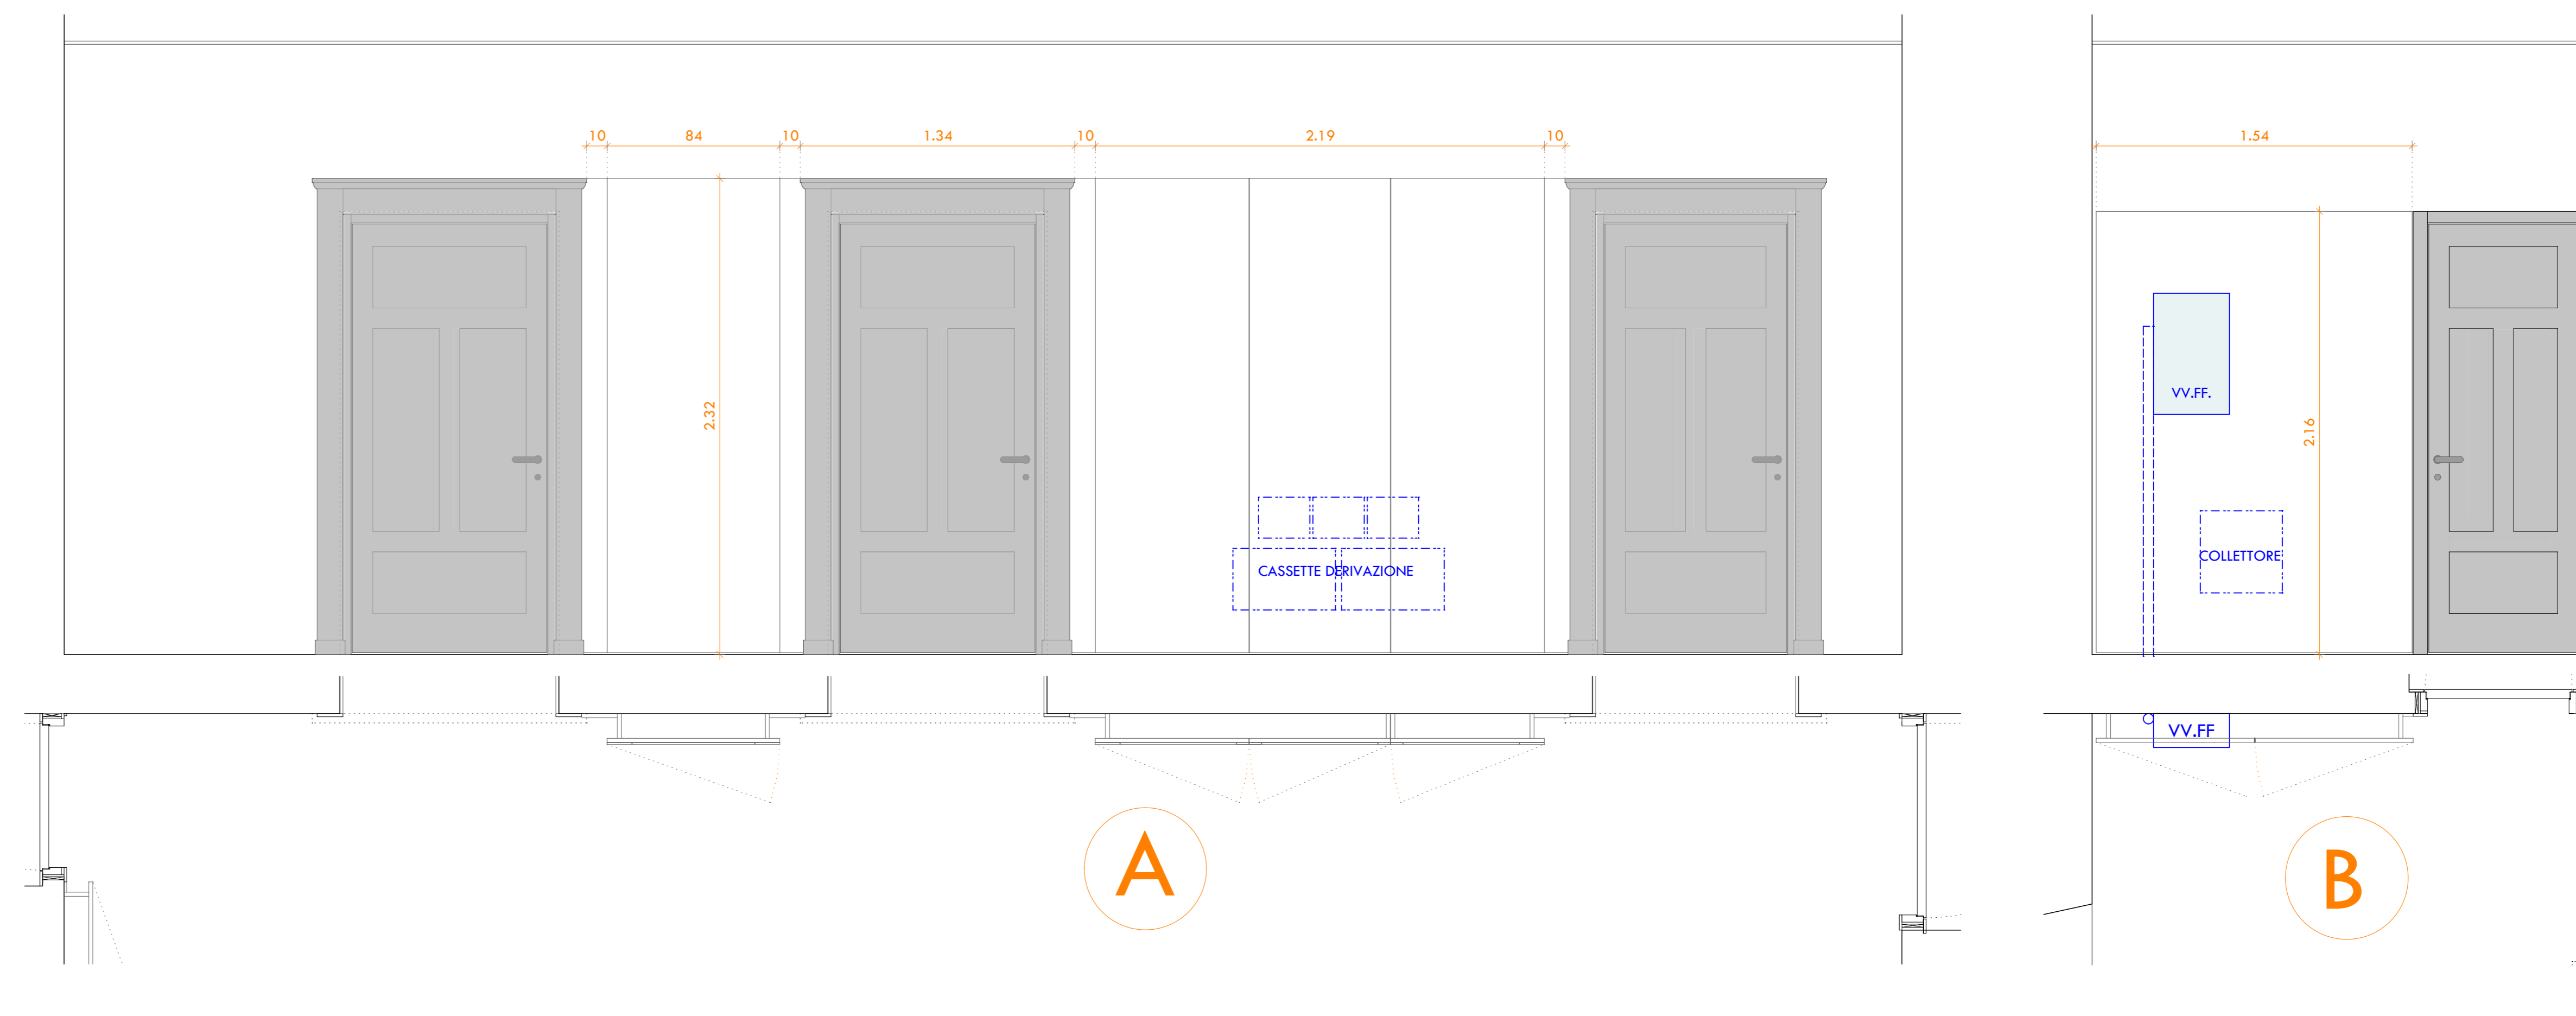 10 84 10 1.34 10 2.19 10
2.32
CASSETTE DERIVAZIONE
A
1.54
VV.FF.
2.16
COLLETTORE
VV.FF
B